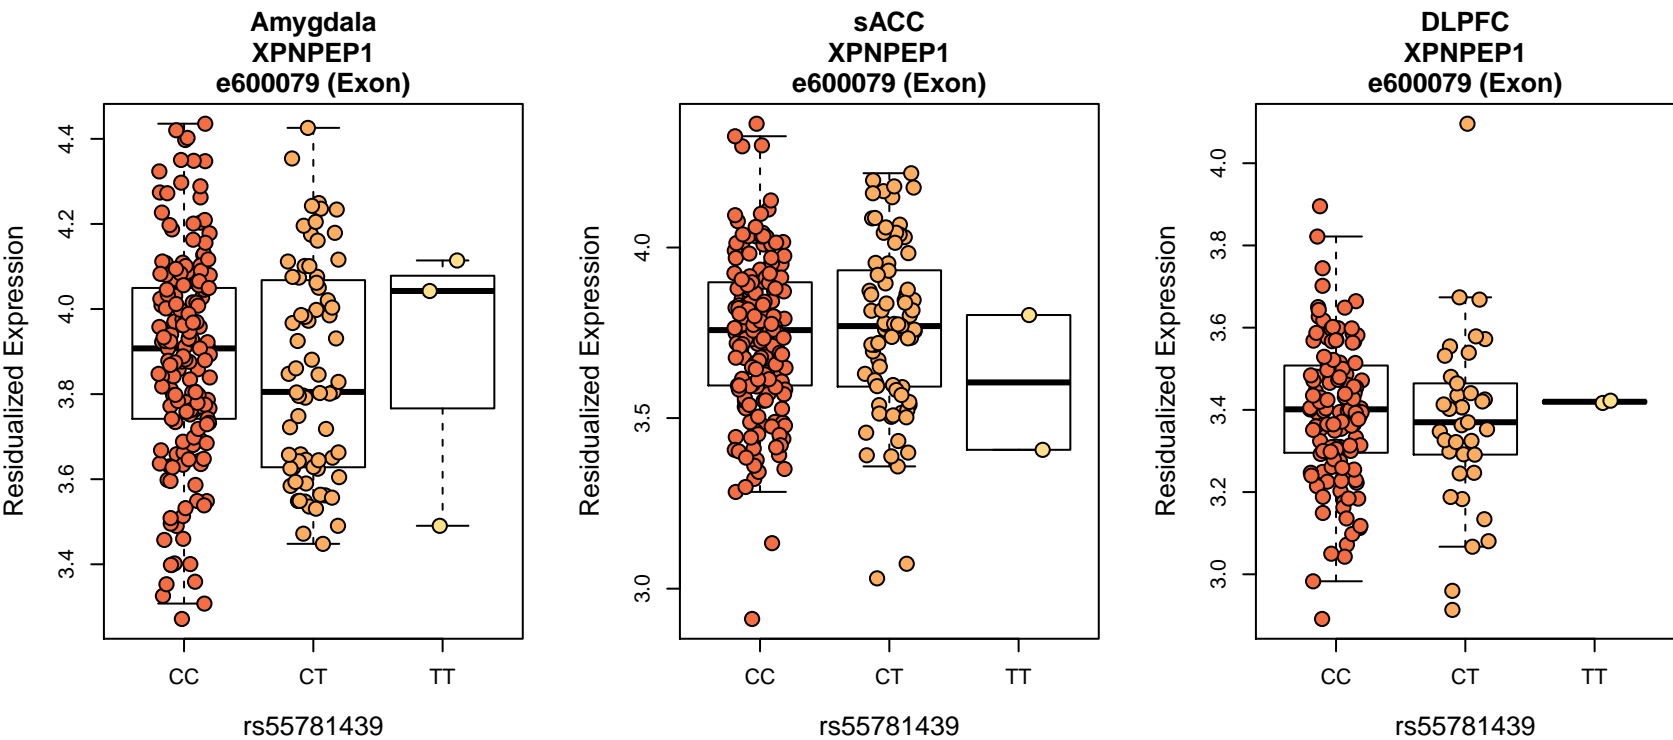 Amygdala
XPNPEP1
e600079 (Exon)
Residualized Expression
4.4
4.2
4.0
3.8
3.6
3.4
CC CT TT
rs55781439
sACC
XPNPEP1
e600079 (Exon)
Residualized Expression
4.0
3.5
3.0
CC CT TT
rs55781439
DLPFC
XPNPEP1
e600079 (Exon)
Residualized Expression
4.0
3.8
3.6
3.4
3.2
3.0
CC CT TT
rs55781439